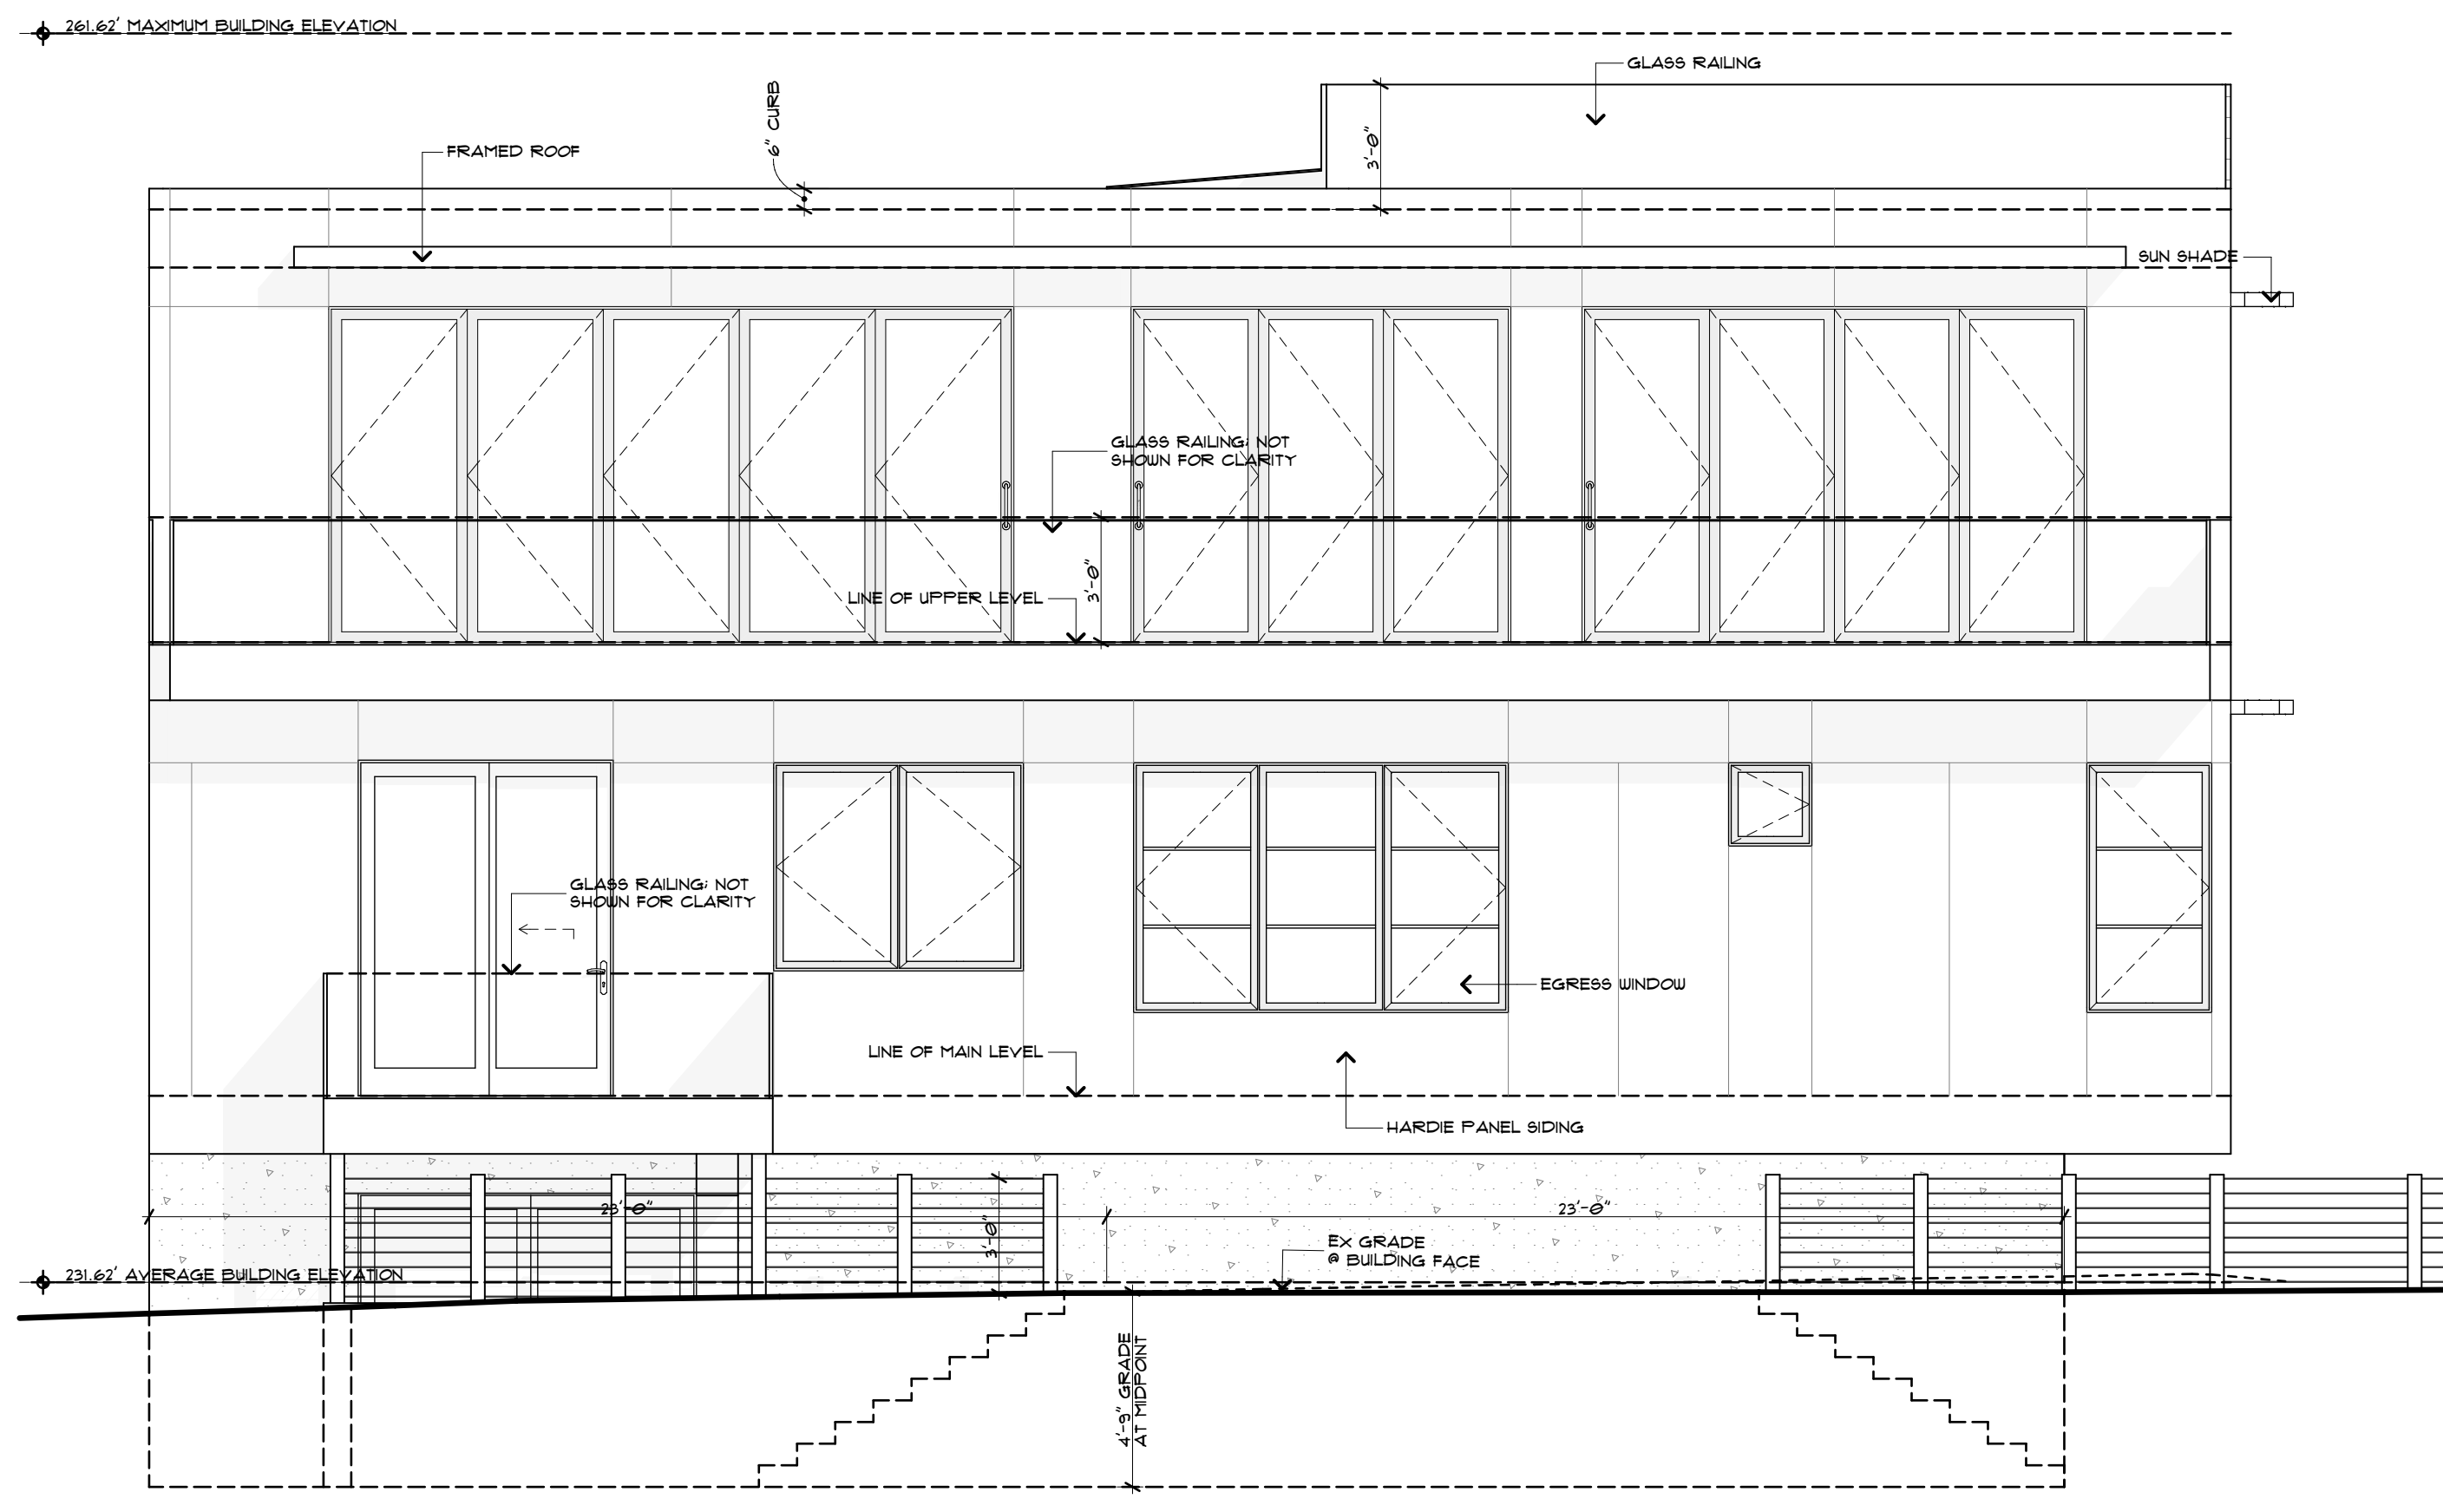 261.62' MAXIMUM BUILDING ELEVATION
GLASS RAILING
6" CURB
3'-0"
FRAMED ROOF
SUN SHADE
GLASS RAILING; NOT
SHOWN FOR CLARITY
LINE OF UPPER LEVEL
3'-0"
GLASS RAILING; NOT
SHOWN FOR CLARITY
EGRESS WINDOW
LINE OF MAIN LEVEL
HARDIE PANEL SIDING
23'-0"
23'-0"
3'-0"
EX GRADE
@ BUILDING FACE
231.62' AVERAGE BUILDING ELEVATION
4'-9" GRADE
AT MIDPOINT